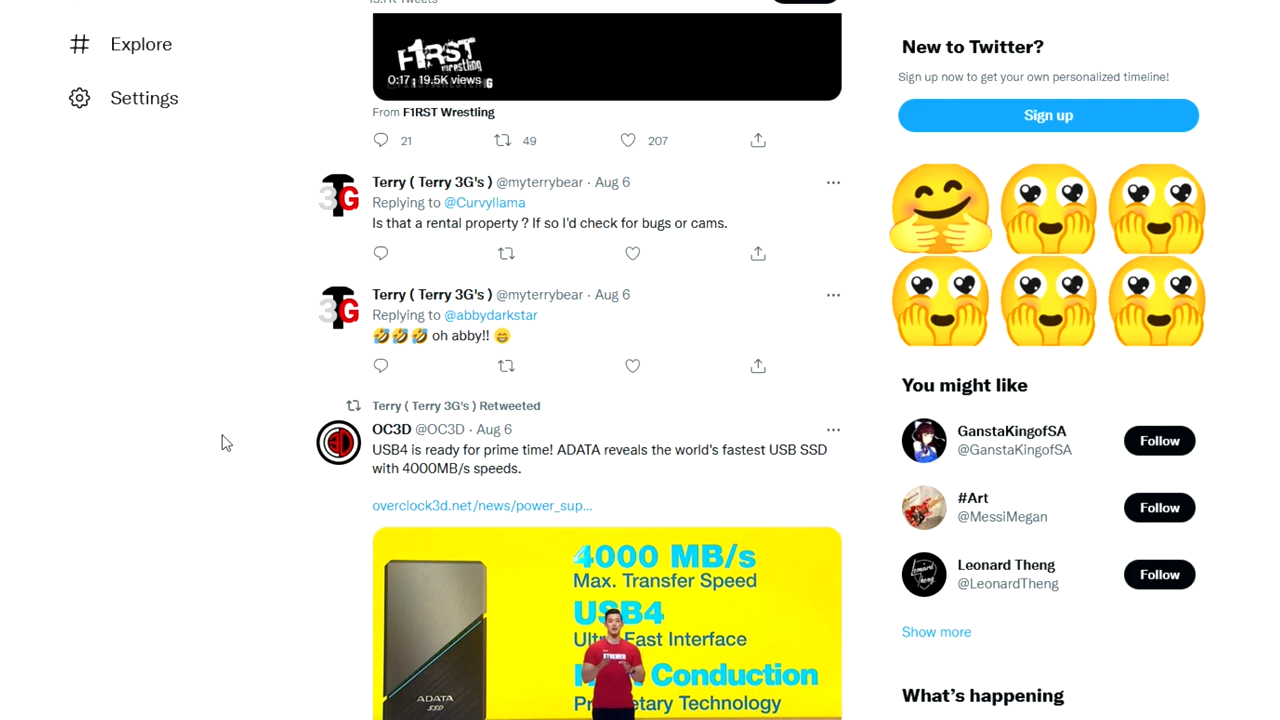 Explore
Settings
F1RST
wrestling
0:17 19.5K views
From F1RST Wrestling
21 49 207
Terry ( Terry 3G's ) @myterrybear · Aug 6
Replying to @Curvyllama
Is that a rental property ? If so I'd check for bugs or cams.
Terry ( Terry 3G's ) @myterrybear · Aug 6
Replying to @abbydarkstar
🤣🤣🤣 oh abby!! 😁
Terry ( Terry 3G's ) Retweeted
OC3D @OC3D · Aug 6
USB4 is ready for prime time! ADATA reveals the world's fastest USB SSD
with 4000MB/s speeds.
overclock3d.net/news/power_sup...
4000 MB/s
Max. Transfer Speed
USB4
Fast Interface
Conduction
Technology
ADATA
SSD
New to Twitter?
Sign up now to get your own personalized timeline!
Sign up
You might like
GanstaKingofSA
@GanstaKingofSA
Follow
#Art
@MessiMegan
Follow
Leonard Theng
@LeonardTheng
Follow
Show more
What's happening